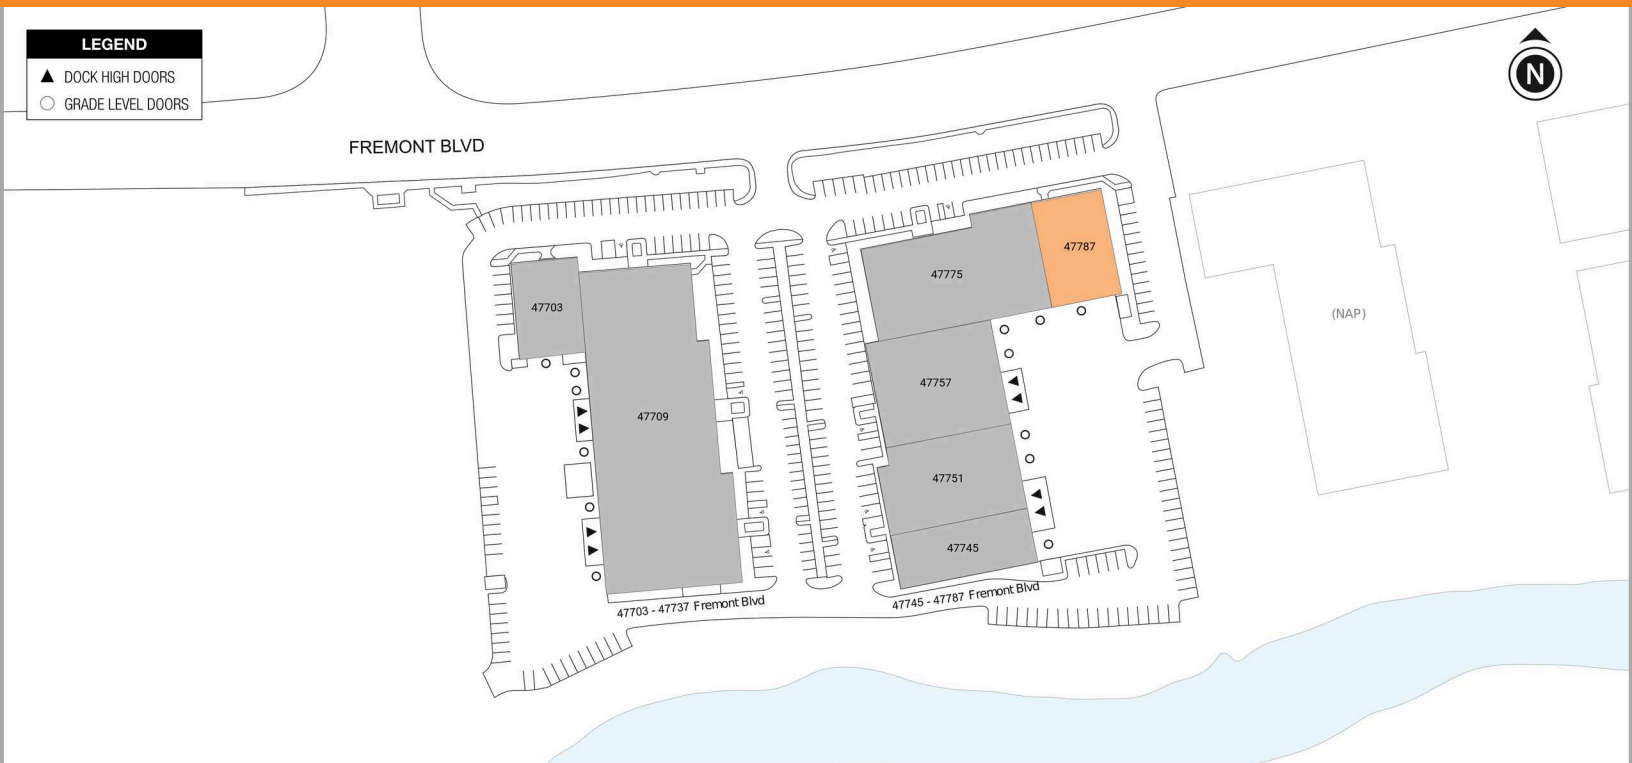 LEGEND
DOCK HIGH DOORS
GRADE LEVEL DOORS
N
FREMONT BLVD
47787
47775
47703
(NAP)
47757
47709
47751
47745
47703 - 47737 Fremont Blvd
47745 - 47787 Fremont Blvd